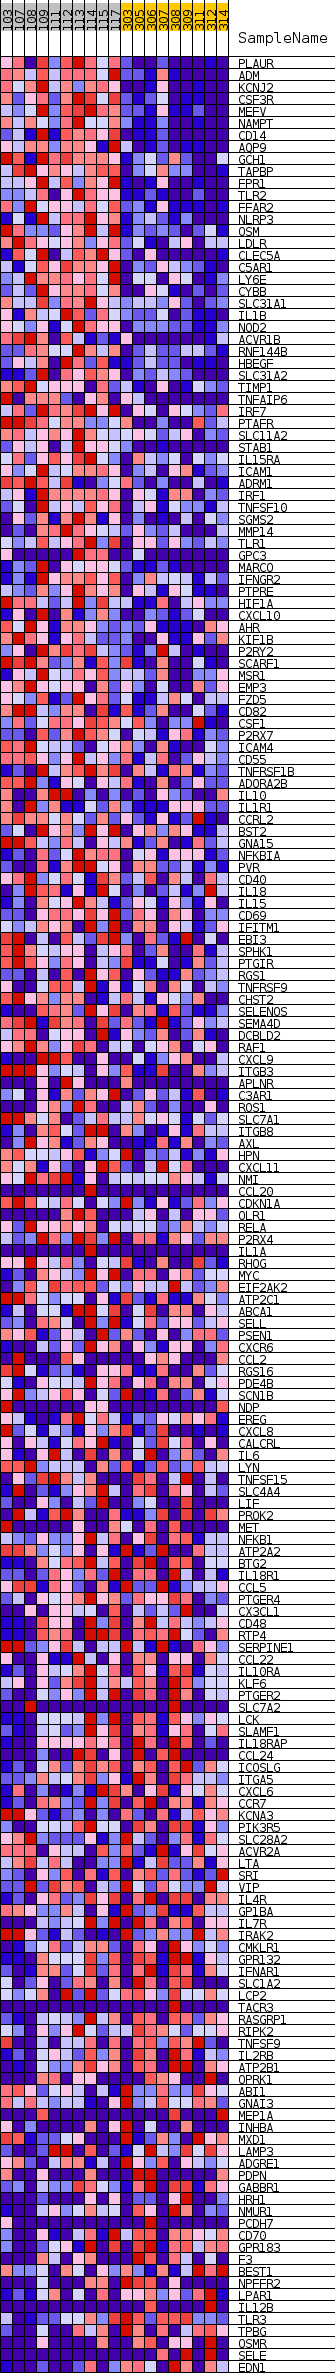 103 107 108 109 111 112 113 114 115 117 303 305 306 307 308 309 311 312 314
SampleName
PLAUR
ADM
KCNJ2
CSF3R
MEFV
NAMPT
CD14
AQP9
GCH1
TAPBP
FPR1
TLR2
FFAR2
NLRP3
OSM
LDLR
CLEC5A
C5AR1
LY6E
CYBB
SLC31A1
IL1B
NOD2
ACVR1B
RNF144B
HBEGF
SLC31A2
TIMP1
TNFAIP6
IRF7
PTAFR
SLC11A2
STAB1
IL15RA
ICAM1
ADRM1
IRF1
TNFSF10
SGMS2
MMP14
TLR1
GPC3
MARCO
IFNGR2
PTPRE
HIF1A
CXCL10
AHR
KIF1B
P2RY2
SCARF1
MSR1
EMP3
FZD5
CD82
CSF1
P2RX7
ICAM4
CD55
TNFRSF1B
ADORA2B
IL10
IL1R1
CCRL2
BST2
GNA15
NFKBIA
PVR
CD40
IL18
IL15
CD69
IFITM1
EBI3
SPHK1
PTGIR
RGS1
TNFRSF9
CHST2
SELENOS
SEMA4D
DCBLD2
RAF1
CXCL9
ITGB3
APLNR
C3AR1
ROS1
SLC7A1
ITGB8
AXL
HPN
CXCL11
NMI
CCL20
CDKN1A
OLR1
RELA
P2RX4
IL1A
RHOG
MYC
EIF2AK2
ATP2C1
ABCA1
SELL
PSEN1
CXCR6
CCL2
RGS16
PDE4B
SCN1B
NDP
EREG
CXCL8
CALCRL
IL6
LYN
TNFSF15
SLC4A4
LIF
PROK2
MET
NFKB1
ATP2A2
BTG2
IL18R1
CCL5
PTGER4
CX3CL1
CD48
RTP4
SERPINE1
CCL22
IL10RA
KLF6
PTGER2
SLC7A2
LCK
SLAMF1
IL18RAP
CCL24
ICOSLG
ITGA5
CXCL6
CCR7
KCNA3
PIK3R5
SLC28A2
ACVR2A
LTA
SRI
VIP
IL4R
GP1BA
IL7R
IRAK2
CMKLR1
GPR132
IFNAR1
SLC1A2
LCP2
TACR3
RASGRP1
RIPK2
TNFSF9
IL2RB
ATP2B1
OPRK1
ABI1
GNAI3
MEP1A
INHBA
MXD1
LAMP3
ADGRE1
PDPN
GABBR1
HRH1
NMUR1
PCDH7
CD70
GPR183
F3
BEST1
NPFFR2
LPAR1
IL12B
TLR3
TPBG
OSMR
SELE
EDN1